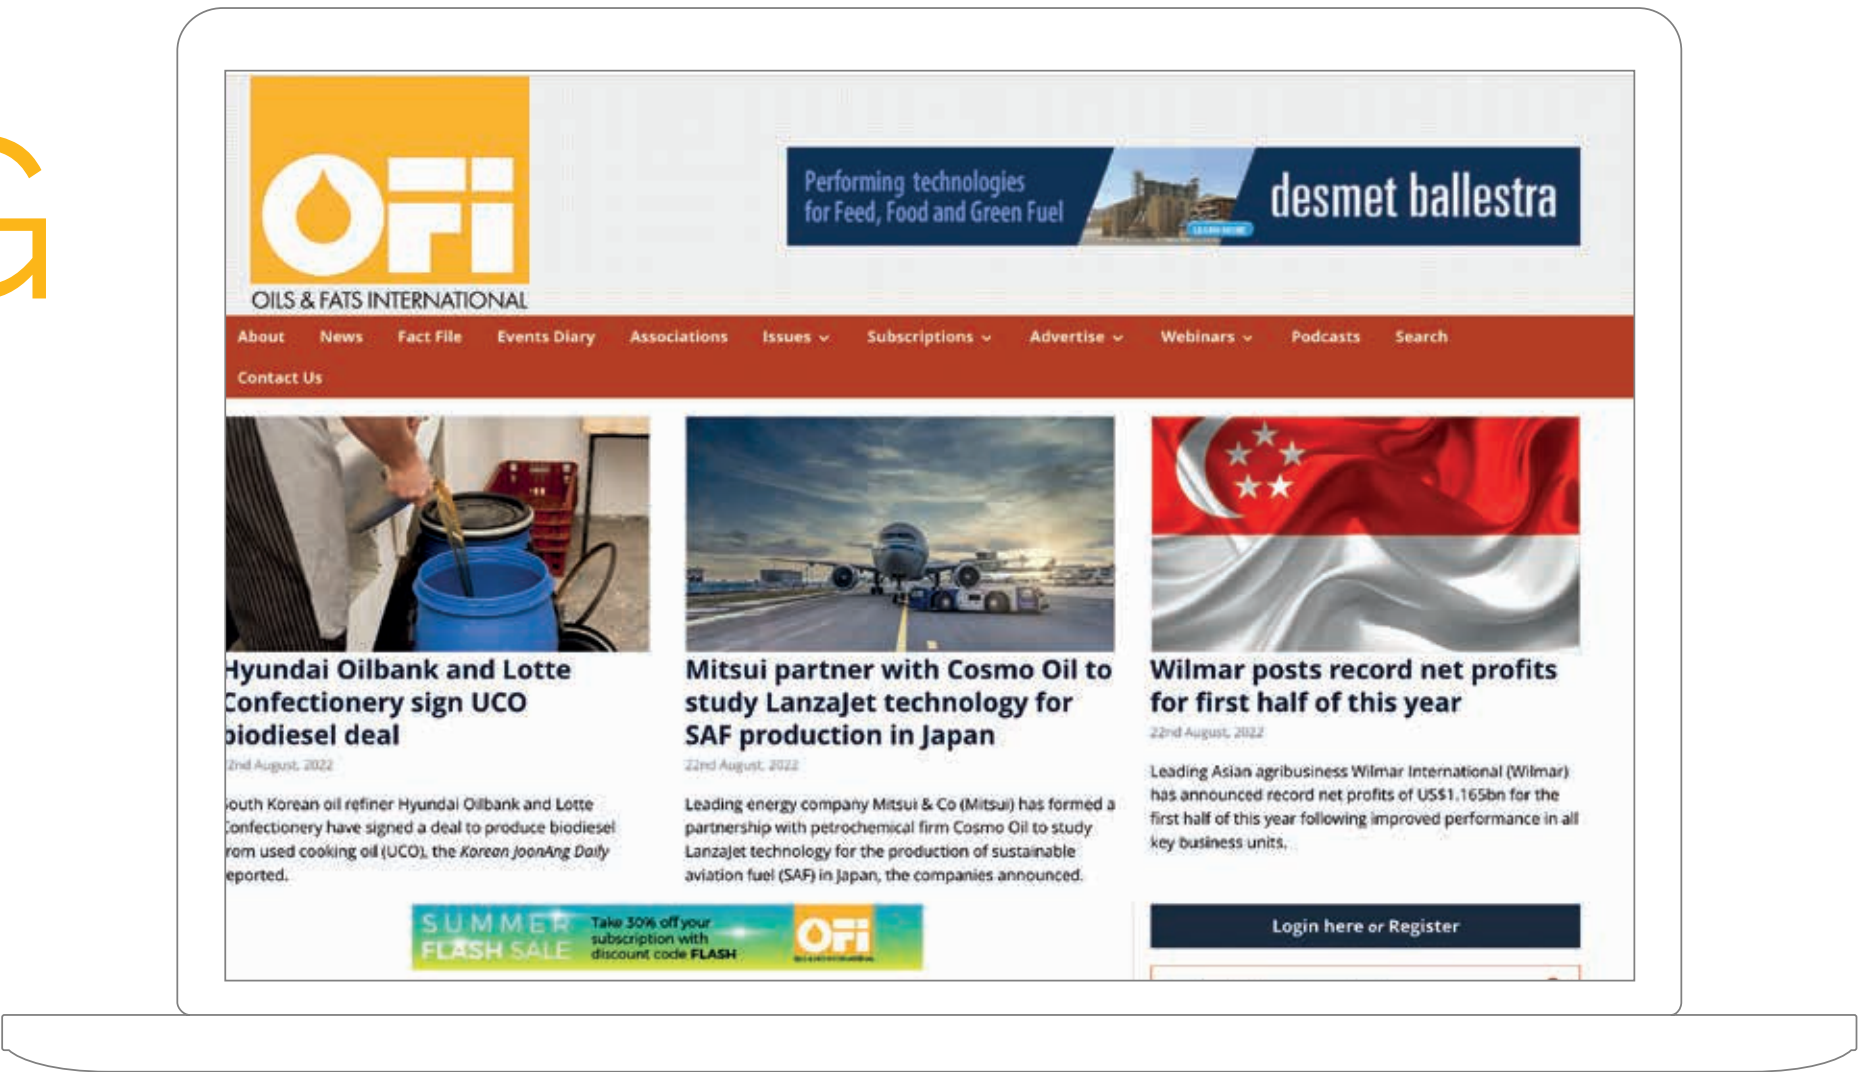 G
OFi
OILS & FATS INTERNATIONAL
Performing technologies
for Feed, Food and Green Fuel
LEARN MORE
desmet ballestra
About News Fact File Events Diary Associations Issues Subscriptions Advertise Webinars Podcasts Search
Contact Us
Hyundai Oilbank and Lotte
Confectionery sign UCO
biodiesel deal
2nd August, 2022
outh Korean oil refiner Hyundai Oilbank and Lotte
Confectionery have signed a deal to produce biodiesel
rom used cooking oil (UCO), the Korean JoonAng Daily
eported.
Mitsui partner with Cosmo Oil to
study LanzaJet technology for
SAF production in Japan
22nd August, 2022
Leading energy company Mitsui & Co (Mitsui) has formed a
partnership with petrochemical firm Cosmo Oil to study
LanzaJet technology for the production of sustainable
aviation fuel (SAF) in Japan, the companies announced.
Wilmar posts record net profits
for first half of this year
22nd August, 2022
Leading Asian agribusiness Wilmar International (Wilmar)
has announced record net profits of US$1.165bn for the
first half of this year following improved performance in all
key business units.
SUMMER
FLASH SALE
Take 30% off your
subscription with
discount code FLASH
OFi
Login here or Register